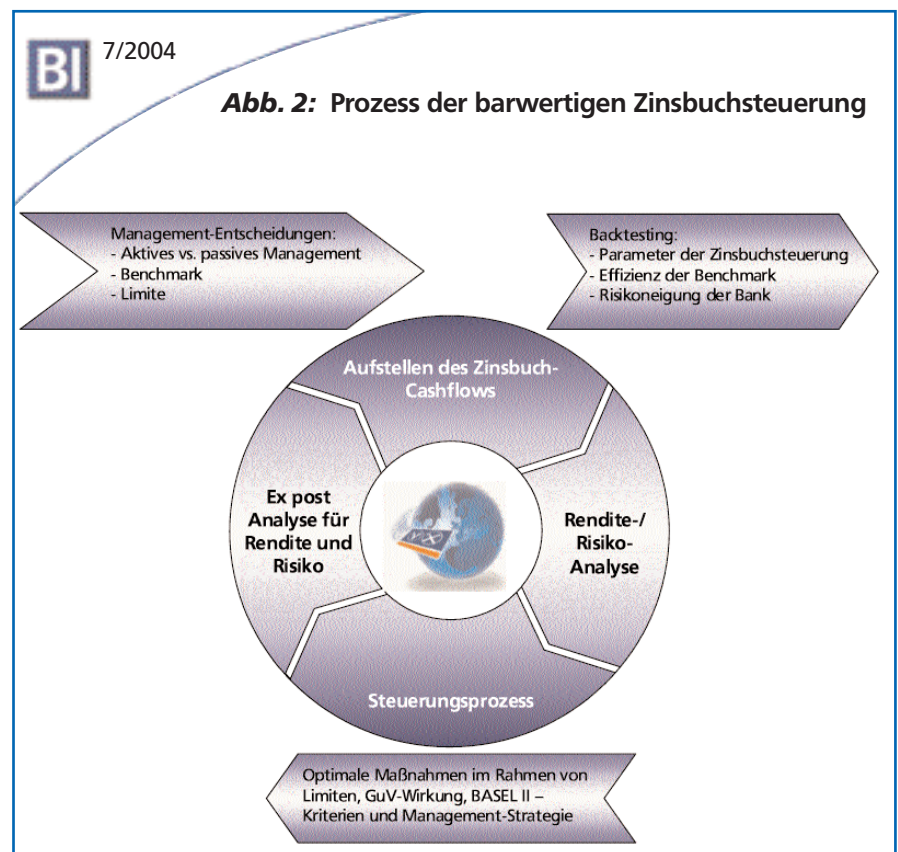 BI 7/2004
Abb. 2: Prozess der barwertigen Zinsbuchsteuerung
Management-Entscheidungen:
- Aktives vs. passives Management
- Benchmark
- Limite
Backtesting:
- Parameter der Zinsbuchsteuerung
- Effizienz der Benchmark
- Risikoneigung der Bank
Aufstellen des Zinsbuch-
Cashflows
Ex post
Analyse für
Rendite und
Risiko
Rendite-/
Risiko-
Analyse
Steuerungsprozess
Optimale Maßnahmen im Rahmen von
Limiten, GuV-Wirkung, BASEL II –
Kriterien und Management-Strategie